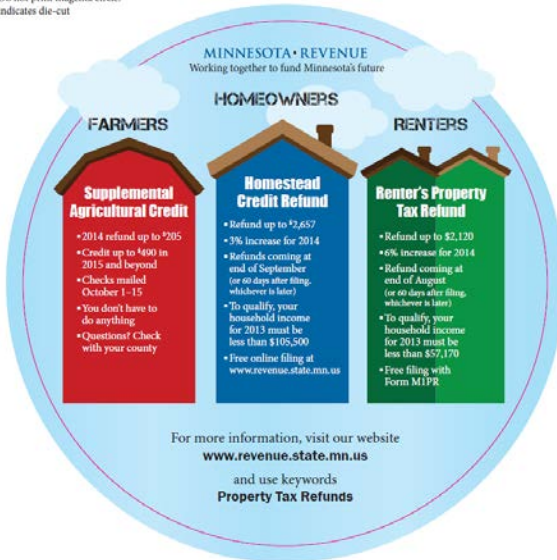 indicates die-cut
MINNESOTA • REVENUE
Working together to fund Minnesota's future
FARMERS
HOMEOWNERS
RENTERS
Supplemental
Agricultural Credit
• 2014 refund up to $205
• Credit up to $490 in
2015 and beyond
• Checks mailed
October 1–15
• You don't have to
do anything
• Questions? Check
with your county
Homestead
Credit Refund
• Refund up to $2,657
• 3% increase for 2014
• Refunds coming at
end of September
(or 60 days after filing,
whichever is later)
• To qualify, your
household income
for 2013 must be
less than $105,500
• Free online filing at
www.revenue.state.mn.us
Renter's Property
Tax Refund
• Refund up to $2,120
• 6% increase for 2014
• Refund coming at
end of August
(or 60 days after filing,
whichever is later)
• To qualify, your
household income
for 2013 must be
less than $57,170
• Free filing with
Form M1PR
For more information, visit our website
www.revenue.state.mn.us
and use keywords
Property Tax Refunds